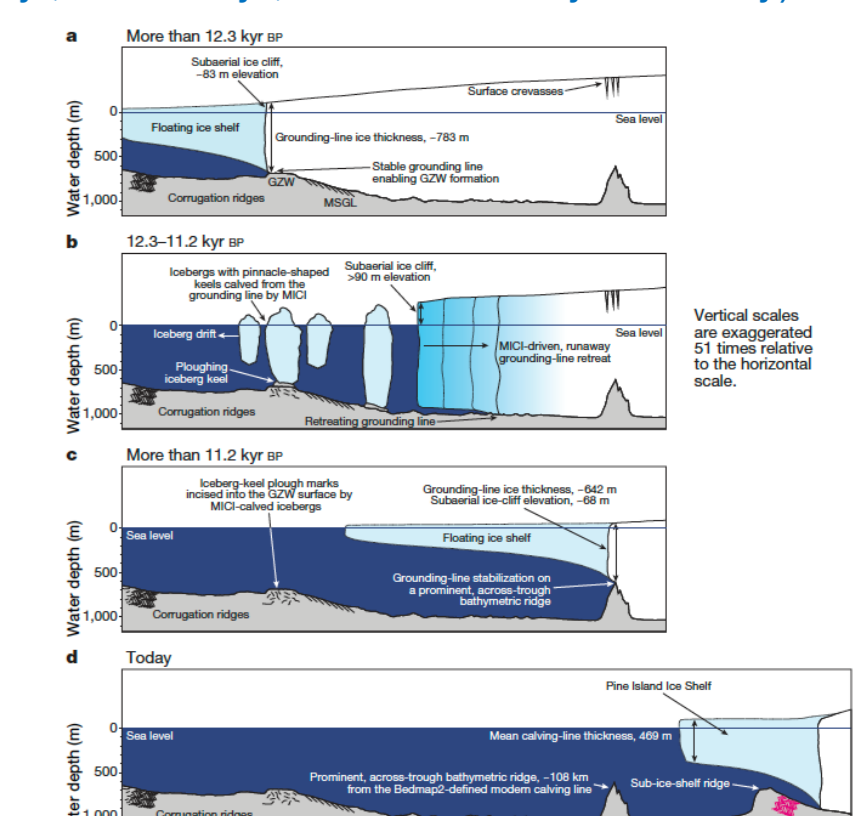 a More than 12.3 kyr BP
Subaerial ice cliff,
~83 m elevation
Surface crevasses
Sea level
Floating ice shelf
Grounding-line ice thickness, ~783 m
Stable grounding line
enabling GZW formation
GZW
Corrugation ridges
MSGL
Water depth (m)
0
500
1,000
b 12.3–11.2 kyr BP
Icebergs with pinnacle-shaped
keels calved from the
grounding line by MICI
Subaerial ice cliff,
>90 m elevation
Iceberg drift
Sea level
MICI-driven, runaway
grounding-line retreat
Ploughing
iceberg keel
Corrugation ridges
Retreating grounding line
Water depth (m)
0
500
1,000
Vertical scales
are exaggerated
51 times relative
to the horizontal
scale.
c More than 11.2 kyr BP
Iceberg-keel plough marks
incised into the GZW surface by
MICI-calved icebergs
Grounding-line ice thickness, ~642 m
Subaerial ice-cliff elevation, ~68 m
Sea level
Floating ice shelf
Grounding-line stabilization on
a prominent, across-trough
bathymetric ridge
Corrugation ridges
Water depth (m)
0
500
1,000
d Today
Pine Island Ice Shelf
Sea level
Mean calving-line thickness, 469 m
Prominent, across-trough bathymetric ridge, ~108 km
from the Bedmap2-defined modern calving line
Sub-ice-shelf ridge
Corrugation ridges
ter depth (m)
0
500
1,000